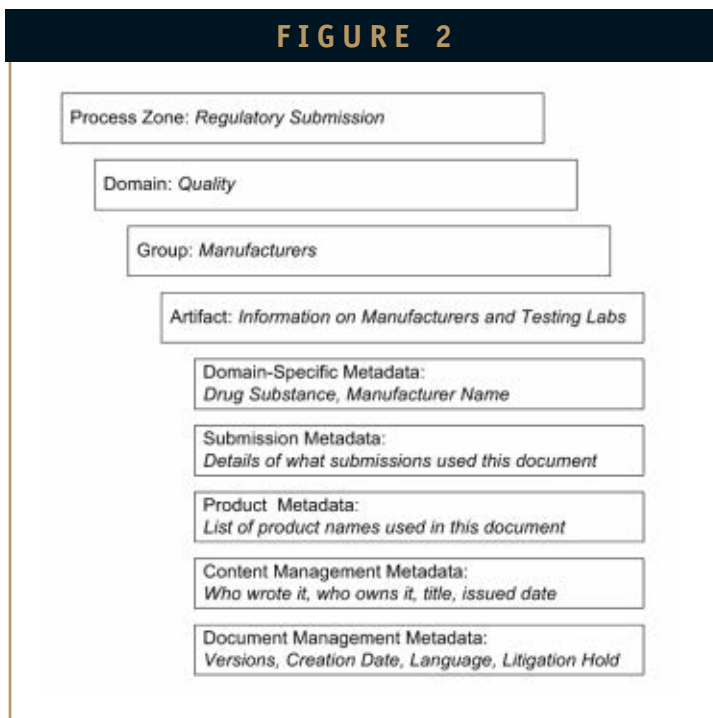 FIGURE 2
Process Zone: Regulatory Submission
Domain: Quality
Group: Manufacturers
Artifact: Information on Manufacturers and Testing Labs
Domain-Specific Metadata:
Drug Substance, Manufacturer Name
Submission Metadata:
Details of what submissions used this document
Product Metadata:
List of product names used in this document
Content Management Metadata:
Who wrote it, who owns it, title, issued date
Document Management Metadata:
Versions, Creation Date, Language, Litigation Hold